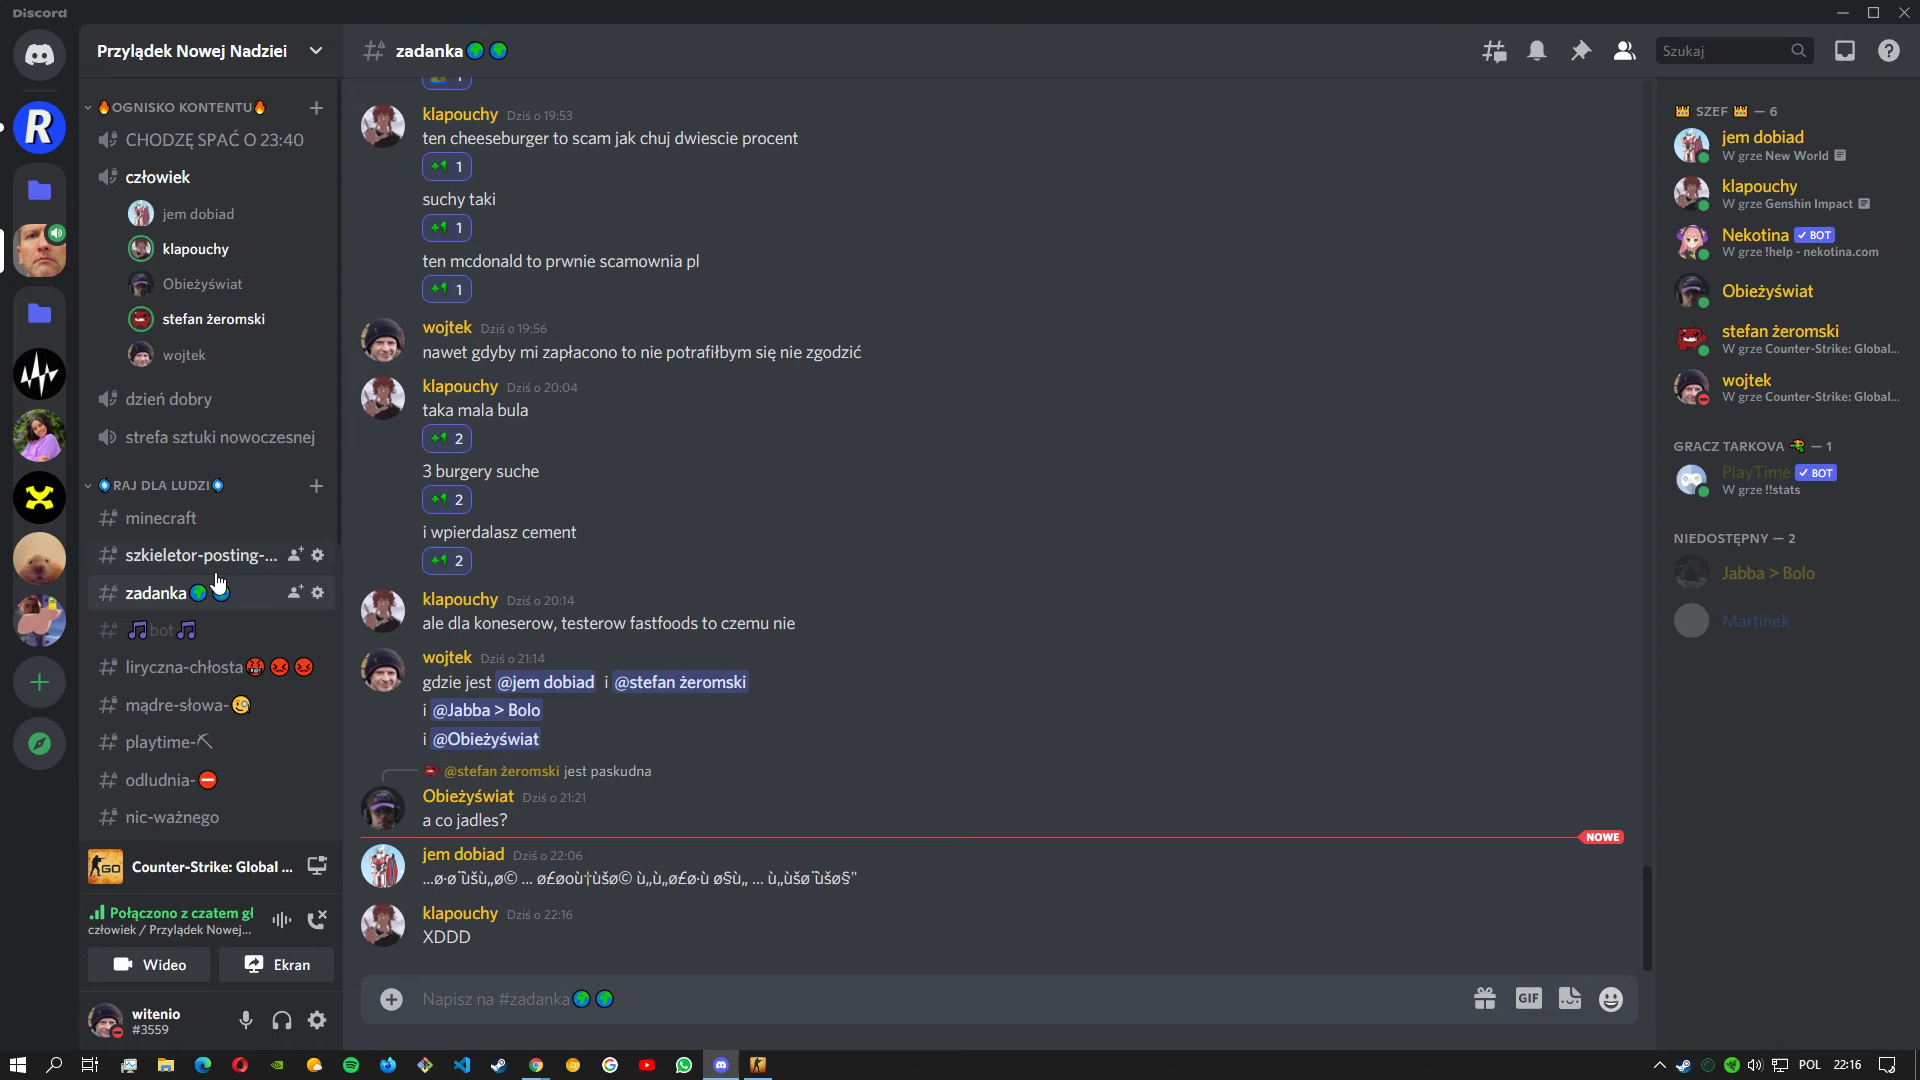 Discord
Przylądek Nowej Nadziei
🔥OGNISKO KONTENTU🔥
CHODZĘ SPAĆ O 23:40
człowiek
jem dobiad
klapouchy
Obieżyświat
stefan żeromski
wojtek
dzień dobry
strefa sztuki nowoczesnej
RAJ DLA LUDZI
minecraft
szkieletor-posting-...
zadanka
bot
liryczna-chłosta
mądre-słowa-
playtime-
odludnia-
nic-ważnego
GO Counter-Strike: Global ...
Połączono z czatem gł
człowiek / Przylądek Nowej...
Wideo
Ekran
witenio
#3559
zadanka
1
klapouchy Dziś o 19:53
ten cheeseburger to scam jak chuj dwiescie procent
+1 1
suchy taki
+1 1
ten mcdonald to prwnie scamownia pl
+1 1
wojtek Dziś o 19:56
nawet gdyby mi zapłacono to nie potrafiłbym się nie zgodzić
klapouchy Dziś o 20:04
taka mala bula
+1 2
3 burgery suche
+1 2
i wpierdalasz cement
+1 2
klapouchy Dziś o 20:14
ale dla koneserow, testerow fastfoods to czemu nie
wojtek Dziś o 21:14
gdzie jest @jem dobiad i @stefan żeromski
i @Jabba > Bolo
i @Obieżyświat
@stefan żeromski jest paskudna
Obieżyświat Dziś o 21:21
a co jadles?
NOWE
jem dobiad Dziś o 22:06
klapouchy Dziś o 22:16
XDDD
Napisz na #zadanka
GIF
Szukaj
SZEF — 6
jem dobiad
W grze New World
klapouchy
W grze Genshin Impact
Nekotina ✓ BOT
W grze !help - nekotina.com
Obieżyświat
stefan żeromski
W grze Counter-Strike: Global...
wojtek
W grze Counter-Strike: Global...
GRACZ TARKOVA — 1
PlayTime ✓ BOT
W grze !!stats
NIEDOSTĘPNY — 2
Jabba > Bolo
Martinek
POL 22:16